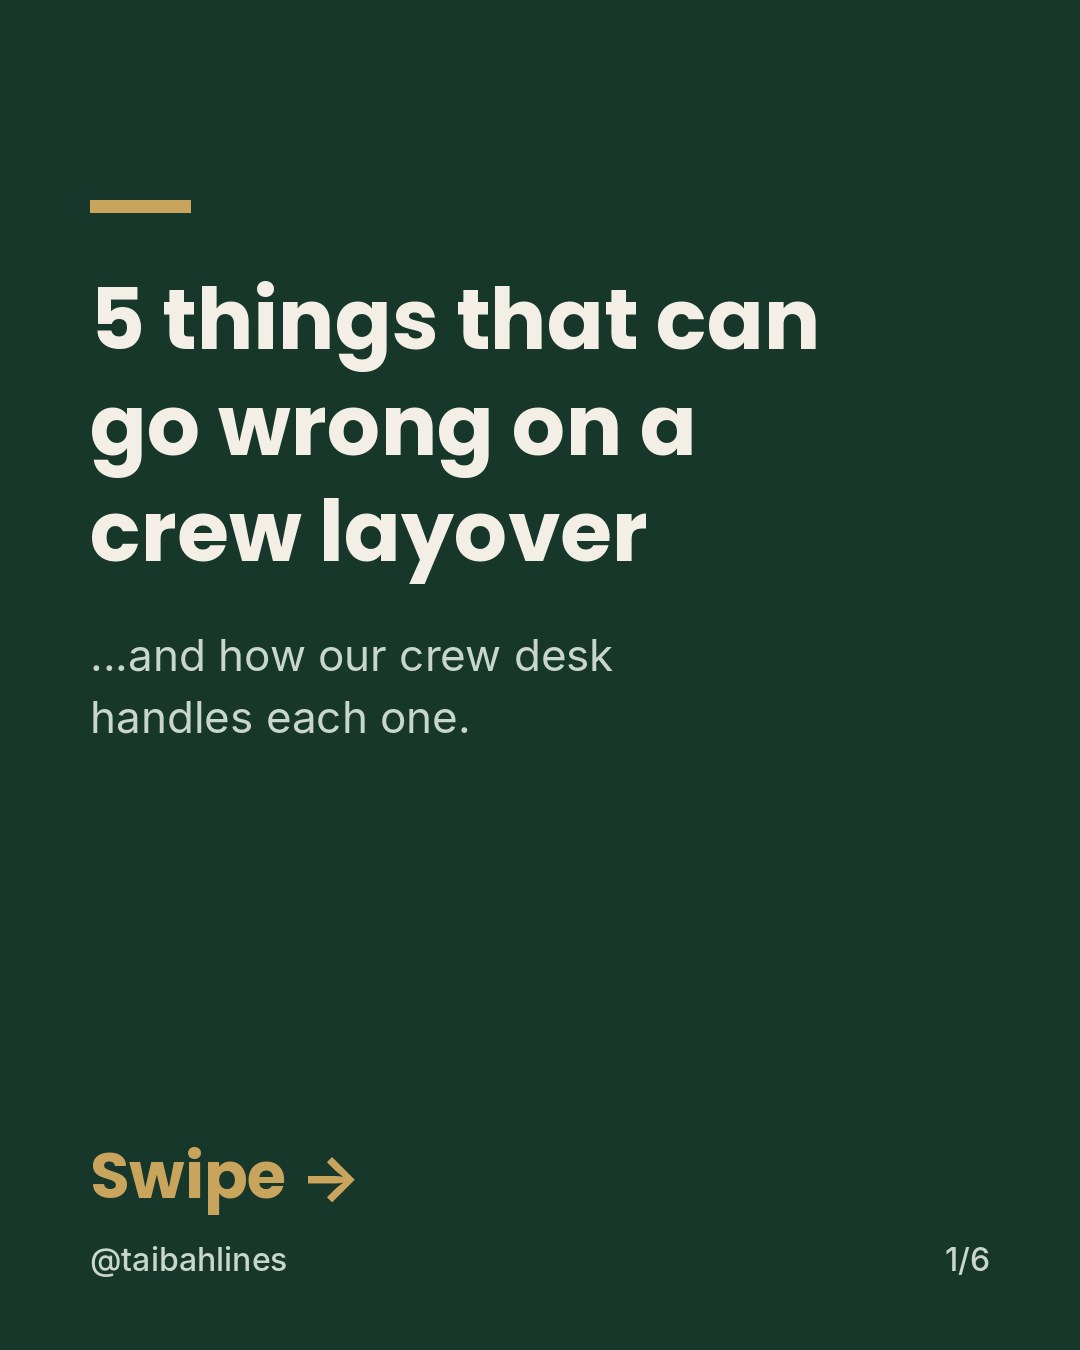 5 things that can
go wrong on a
crew layover
...and how our crew desk
handles each one.
Swipe →
@taibahlines
1/6